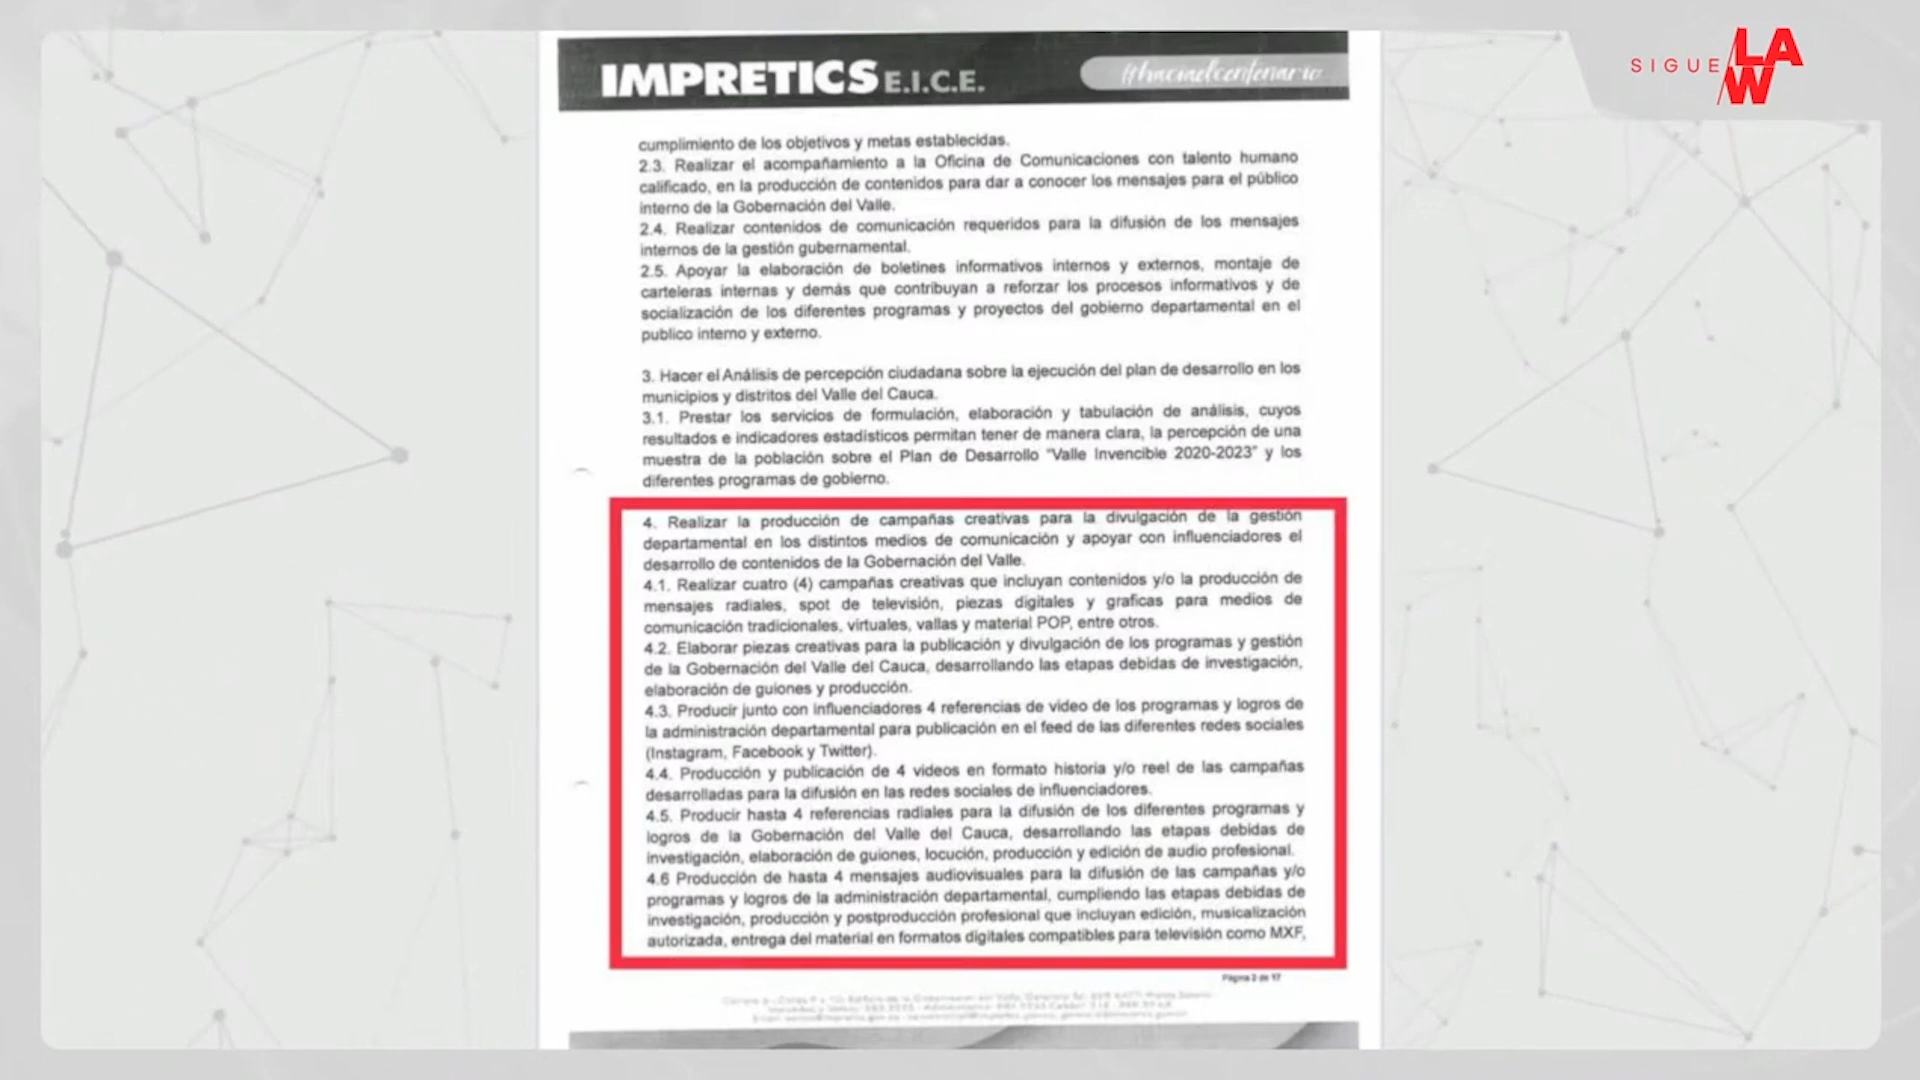 SIGUE LA W
IMPRETICS E.I.C.E.
#haciaelcentenario
cumplimiento de los objetivos y metas establecidas.
2.3. Realizar el acompañamiento a la Oficina de Comunicaciones con talento humano
calificado, en la producción de contenidos para dar a conocer los mensajes para el público
interno de la Gobernación del Valle.
2.4. Realizar contenidos de comunicación requeridos para la difusión de los mensajes
internos de la gestión gubernamental.
2.5. Apoyar la elaboración de boletines informativos internos y externos, montaje de
carteleras internas y demás que contribuyan a reforzar los procesos informativos y de
socialización de los diferentes programas y proyectos del gobierno departamental en el
publico interno y externo.
3. Hacer el Análisis de percepción ciudadana sobre la ejecución del plan de desarrollo en los
municipios y distritos del Valle del Cauca.
3.1. Prestar los servicios de formulación, elaboración y tabulación de análisis, cuyos
resultados e indicadores estadísticos permitan tener de manera clara, la percepción de una
muestra de la población sobre el Plan de Desarrollo "Valle Invencible 2020-2023" y los
diferentes programas de gobierno.
4. Realizar la producción de campañas creativas para la divulgación de la gestión
departamental en los distintos medios de comunicación y apoyar con influenciadores el
desarrollo de contenidos de la Gobernación del Valle.
4.1. Realizar cuatro (4) campañas creativas que incluyan contenidos y/o la producción de
mensajes radiales, spot de televisión, piezas digitales y graficas para medios de
comunicación tradicionales, virtuales, vallas y material POP, entre otros.
4.2. Elaborar piezas creativas para la publicación y divulgación de los programas y gestión
de la Gobernación del Valle del Cauca, desarrollando las etapas debidas de investigación,
elaboración de guiones y producción.
4.3. Producir junto con influenciadores 4 referencias de video de los programas y logros de
la administración departamental para publicación en el feed de las diferentes redes sociales
(Instagram, Facebook y Twitter).
4.4. Producción y publicación de 4 videos en formato historia y/o reel de las campañas
desarrolladas para la difusión en las redes sociales de influenciadores.
4.5. Producir hasta 4 referencias radiales para la difusión de los diferentes programas y
logros de la Gobernación del Valle del Cauca, desarrollando las etapas debidas de
investigación, elaboración de guiones, locución, producción y edición de audio profesional.
4.6 Producción de hasta 4 mensajes audiovisuales para la difusión de las campañas y/o
programas y logros de la administración departamental, cumpliendo las etapas debidas de
investigación, producción y postproducción profesional que incluyan edición, musicalización
autorizada, entrega del material en formatos digitales compatibles para televisión como MXF,
Página 2 de 17